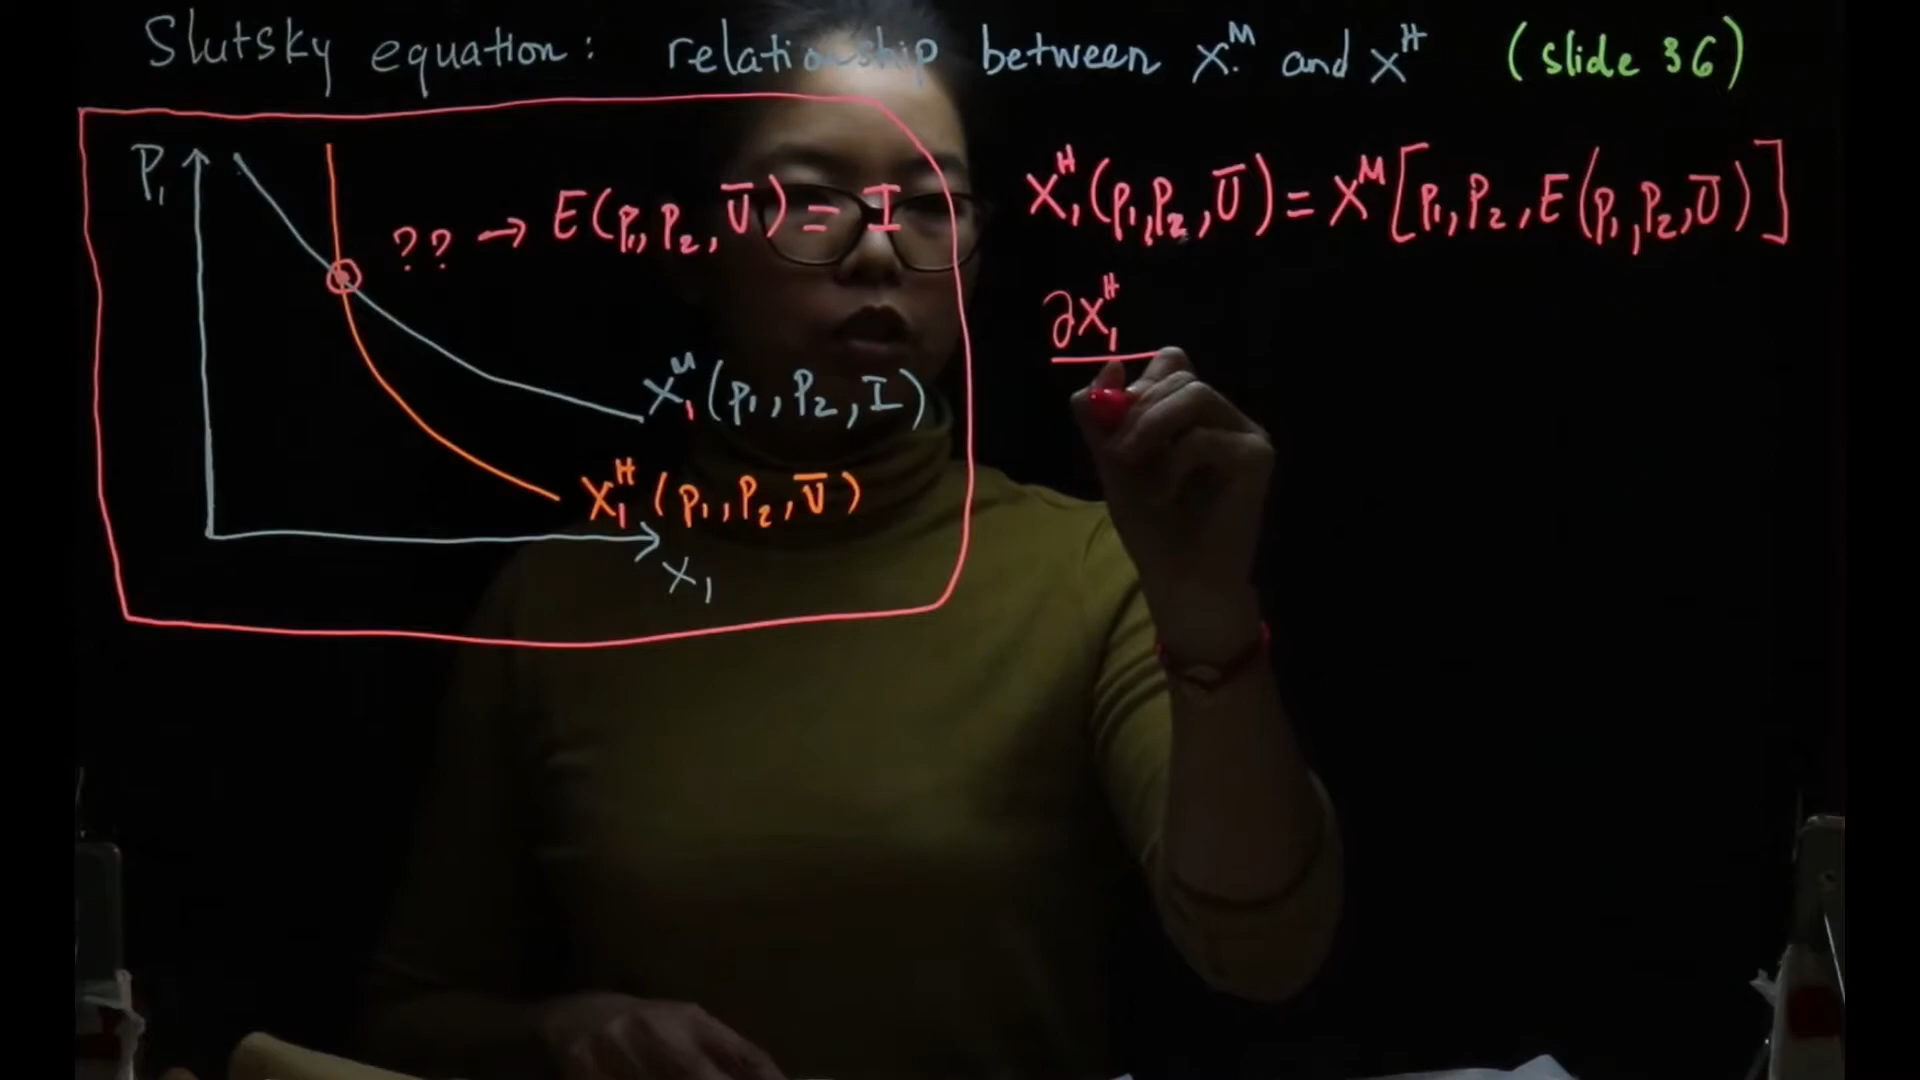 Slutsky equation: relationship between X^M and X^H (slide 36)
P₁
?? → E(P₁, P₂, Ū) = I
X₁^M (P₁, P₂, I)
X₁^H (P₁, P₂, Ū)
X₁
X₁^H (P₁, P₂, Ū) = X^M [P₁, P₂, E(P₁, P₂, Ū)]
∂X₁^H